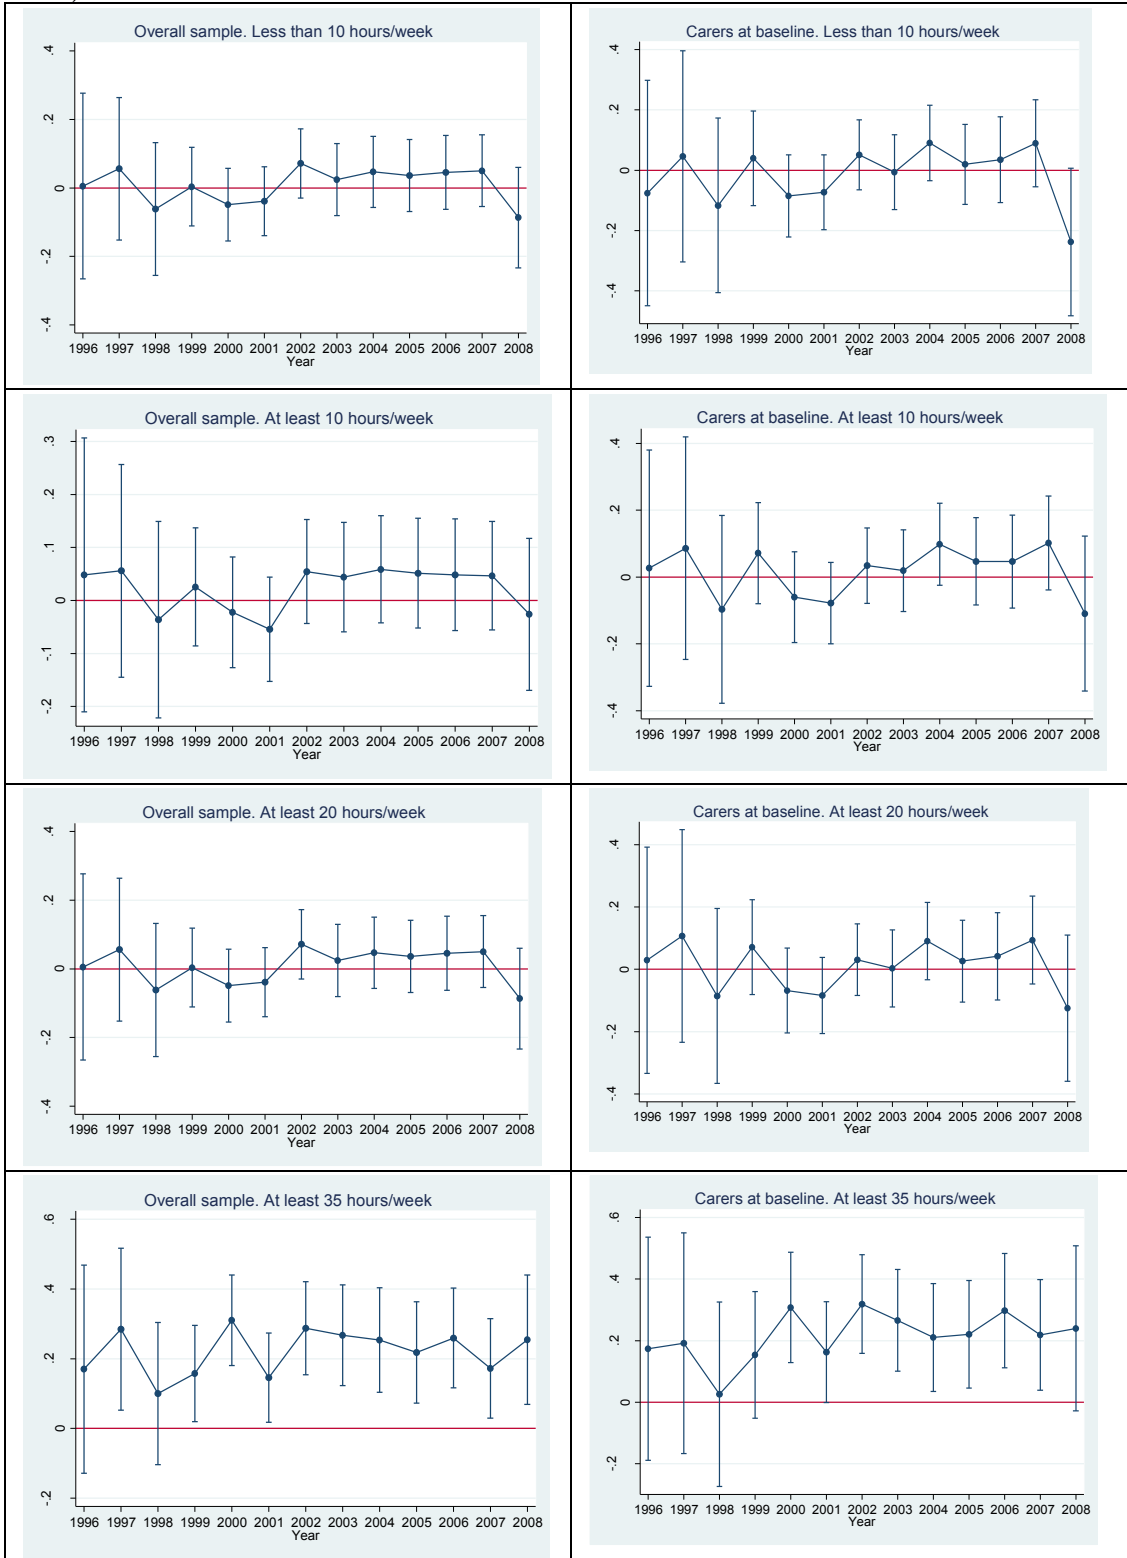 Overall sample. Less than 10 hours/week
.4
.2
0
-.2
-.4
1996 1997 1998 1999 2000 2001 2002 2003 2004 2005 2006 2007 2008
Year
Carers at baseline. Less than 10 hours/week
.4
.2
0
-.2
-.4
1996 1997 1998 1999 2000 2001 2002 2003 2004 2005 2006 2007 2008
Year
Overall sample. At least 10 hours/week
.3
.2
.1
0
-.1
-.2
1996 1997 1998 1999 2000 2001 2002 2003 2004 2005 2006 2007 2008
Year
Carers at baseline. At least 10 hours/week
.4
.2
0
-.2
-.4
1996 1997 1998 1999 2000 2001 2002 2003 2004 2005 2006 2007 2008
Year
Overall sample. At least 20 hours/week
.4
.2
0
-.2
-.4
1996 1997 1998 1999 2000 2001 2002 2003 2004 2005 2006 2007 2008
Year
Carers at baseline. At least 20 hours/week
.4
.2
0
-.2
-.4
1996 1997 1998 1999 2000 2001 2002 2003 2004 2005 2006 2007 2008
Year
Overall sample. At least 35 hours/week
.6
.4
.2
0
-.2
1996 1997 1998 1999 2000 2001 2002 2003 2004 2005 2006 2007 2008
Year
Carers at baseline. At least 35 hours/week
.6
.4
.2
0
-.2
1996 1997 1998 1999 2000 2001 2002 2003 2004 2005 2006 2007 2008
Year